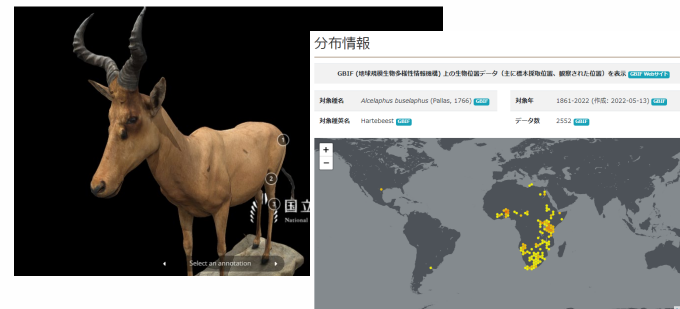 1
2
3
国立
National
Select an annotation
分布情報
GBIF (地球規模生物多様性情報機構) 上の生物位置データ (主に標本採取位置、観察された位置) を表示 GBIF Webサイト
対象種名 Alcelaphus buselaphus (Pallas, 1766) GBIF 対象年 1861-2022 (作成: 2022-05-13) GBIF
対象種英名 Hartebeest GBIF データ数 2552 GBIF
+
−